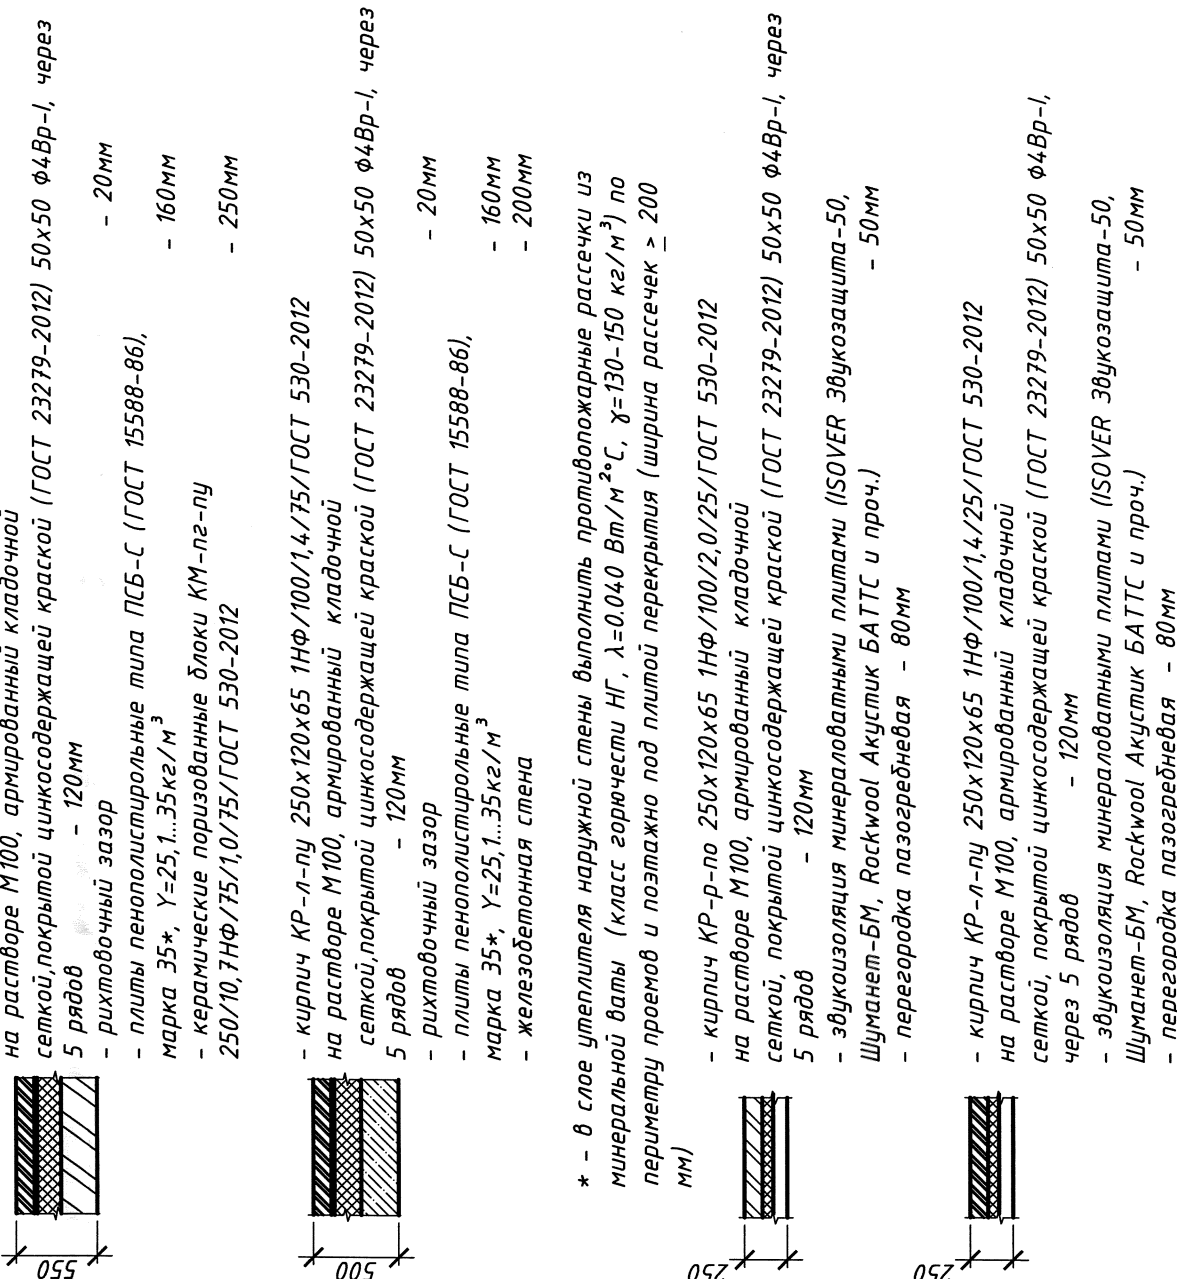 на растворе М100, армированный кладочной
сеткой,покрытой цинкосодержащей краской (ГОСТ 23279-2012) 50х50 ф4Вр-I, через
5 рядов - 120мм
- рихтовочный зазор - 20мм
- плиты пенополистирольные типа ПСБ-С (ГОСТ 15588-86),
марка 35*, Y=25,1...35кг/м³ - 160мм
- керамические поризованные блоки КМ-пг-пу
250/10,7НФ/75/1,0/75/ГОСТ 530-2012 - 250мм
550
- кирпич КР-л-пу 250х120х65 1НФ/100/1,4/75/ГОСТ 530-2012
на растворе М100, армированный кладочной
сеткой,покрытой цинкосодержащей краской (ГОСТ 23279-2012) 50х50 ф4Вр-I, через
5 рядов - 120мм
- рихтовочный зазор - 20мм
- плиты пенополистирольные типа ПСБ-С (ГОСТ 15588-86),
марка 35*, Y=25,1...35кг/м³ - 160мм
- железобетонная стена - 200мм
500
* - в слое утеплителя наружной стены выполнить противопожарные рассечки из
минеральной ваты (класс горючести НГ, λ=0.040 Вт/м²°С, γ=130-150 кг/м³) по
периметру проемов и поэтажно под плитой перекрытия (ширина рассечек ≥ 200
мм)
- кирпич КР-р-по 250х120х65 1НФ/100/2,0/25/ГОСТ 530-2012
на растворе М100, армированный кладочной
сеткой, покрытой цинкосодержащей краской (ГОСТ 23279-2012) 50х50 ф4Вр-I, через
5 рядов - 120мм
- звукоизоляция минераловатными плитами (ISOVER Звукозащита-50,
Шуманет-БМ, Rockwool Акустик БАТТС и проч.) - 50мм
- перегородка пазогребневая - 80мм
250
- кирпич КР-л-пу 250х120х65 1НФ/100/1,4/25/ГОСТ 530-2012
на растворе М100, армированный кладочной
сеткой, покрытой цинкосодержащей краской (ГОСТ 23279-2012) 50х50 ф4Вр-I,
через 5 рядов - 120мм
- звукоизоляция минераловатными плитами (ISOVER Звукозащита-50,
Шуманет-БМ, Rockwool Акустик БАТТС и проч.) - 50мм
- перегородка пазогребневая - 80мм
250